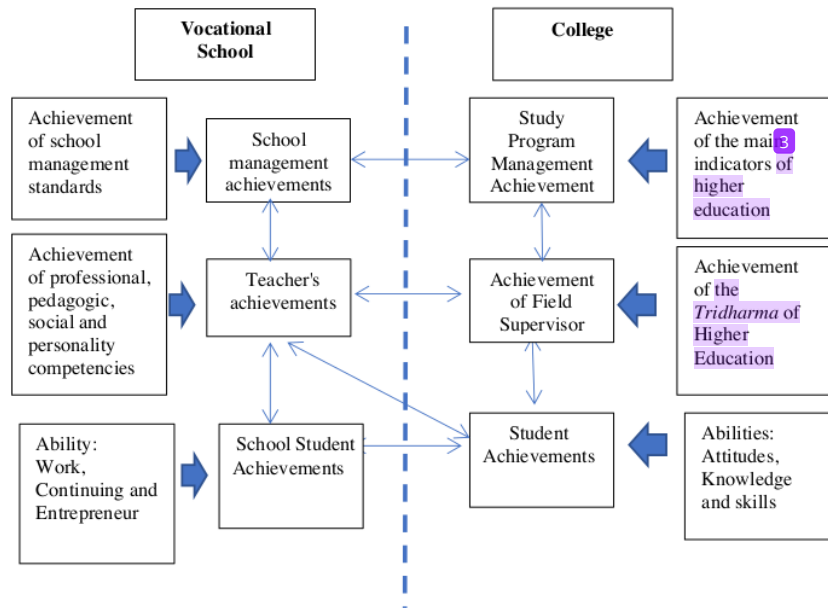 Vocational
School
College
Achievement
of school
management
standards
School
management
achievements
Study
Program
Management
Achievement
Achievement
of the main
3
indicators of
higher
education
Achievement
of professional,
pedagogic,
social and
personality
competencies
Teacher's
achievements
Achievement
of Field
Supervisor
Achievement
of the
Tridharma of
Higher
Education
Ability:
Work,
Continuing and
Entrepreneur
School Student
Achievements
Student
Achievements
Abilities:
Attitudes,
Knowledge
and skills